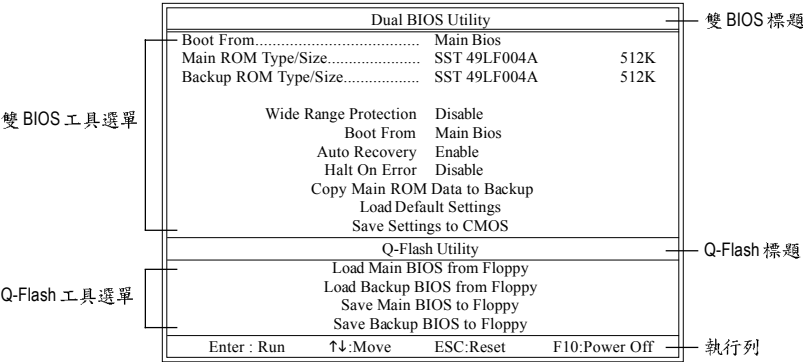 Dual BIOS Utility
雙 BIOS 標題
Boot From...................................... Main Bios
Main ROM Type/Size...................... SST 49LF004A 512K
Backup ROM Type/Size................... SST 49LF004A 512K
Wide Range Protection Disable
雙 BIOS 工具選單
Boot From Main Bios
Auto Recovery Enable
Halt On Error Disable
Copy Main ROM Data to Backup
Load Default Settings
Save Settings to CMOS
Q-Flash Utility
Q-Flash 標題
Load Main BIOS from Floppy
Load Backup BIOS from Floppy
Q-Flash 工具選單
Save Main BIOS to Floppy
Save Backup BIOS to Floppy
Enter : Run ↑↓:Move ESC:Reset F10:Power Off
執行列